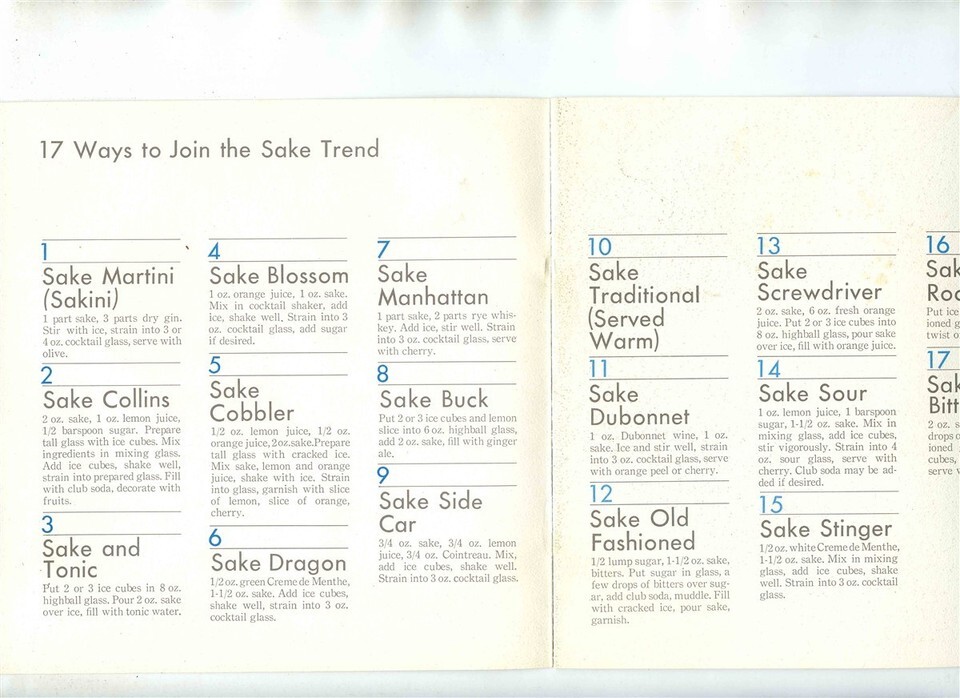 17 Ways to Join the Sake Trend
1
Sake Martini
(Sakini)
1 part sake, 3 parts dry gin.
Stir with ice, strain into 3 or
4 oz. cocktail glass, serve with
olive.
2
Sake Collins
2 oz. sake, 1 oz. lemon juice,
1/2 barspoon sugar. Prepare
tall glass with ice cubes. Mix
ingredients in mixing glass.
Add ice cubes, shake well,
strain into prepared glass. Fill
with club soda, decorate with
fruits.
3
Sake and
Tonic
Put 2 or 3 ice cubes in 8 oz.
highball glass. Pour 2 oz. sake
over ice, fill with tonic water.
4
Sake Blossom
1 oz. orange juice, 1 oz. sake.
Mix in cocktail shaker, add
ice, shake well. Strain into 3
oz. cocktail glass, add sugar
if desired.
5
Sake
Cobbler
1/2 oz. lemon juice, 1/2 oz.
orange juice, 2 oz. sake. Prepare
tall glass with cracked ice.
Mix sake, lemon and orange
juice, shake with ice. Strain
into glass, garnish with slice
of lemon, slice of orange,
cherry.
6
Sake Dragon
1/2 oz. green Creme de Menthe,
1-1/2 oz. sake. Add ice cubes,
shake well, strain into 3 oz.
cocktail glass.
7
Sake
Manhattan
1 part sake, 2 parts rye whis-
key. Add ice, stir well. Strain
into 3 oz. cocktail glass, serve
with cherry.
8
Sake Buck
Put 2 or 3 ice cubes and lemon
slice into 6 oz. highball glass,
add 2 oz. sake, fill with ginger
ale.
9
Sake Side
Car
3/4 oz. sake, 3/4 oz. lemon
juice, 3/4 oz. Cointreau. Mix,
add ice cubes, shake well.
Strain into 3 oz. cocktail glass.
10
Sake
Traditional
(Served
Warm)
11
Sake
Dubonnet
1 oz. Dubonnet wine, 1 oz.
sake. Ice and stir well, strain
into 3 oz. cocktail glass, serve
with orange peel or cherry.
12
Sake Old
Fashioned
1/2 lump sugar, 1-1/2 oz. sake,
bitters. Put sugar in glass, a
few drops of bitters over sug-
ar, add club soda, muddle. Fill
with cracked ice, pour sake,
garnish.
13
Sake
Screwdriver
2 oz. sake, 6 oz. fresh orange
juice. Put 2 or 3 ice cubes into
8 oz. highball glass, pour sake
over ice, fill with orange juice.
14
Sake Sour
1 oz. lemon juice, 1 barspoon
sugar, 1-1/2 oz. sake. Mix in
mixing glass, add ice cubes,
stir vigorously. Strain into 4
oz. sour glass, serve with
cherry. Club soda may be ad-
ded if desired.
15
Sake Stinger
1/2 oz. white Creme de Menthe,
1-1/2 oz. sake. Mix in mixing
glass, add ice cubes, shake
well. Strain into 3 oz. cocktail
glass.
16
Put ice
ioned g
twist o
17
2 oz. s
drops o
ioned
cubes,
serve